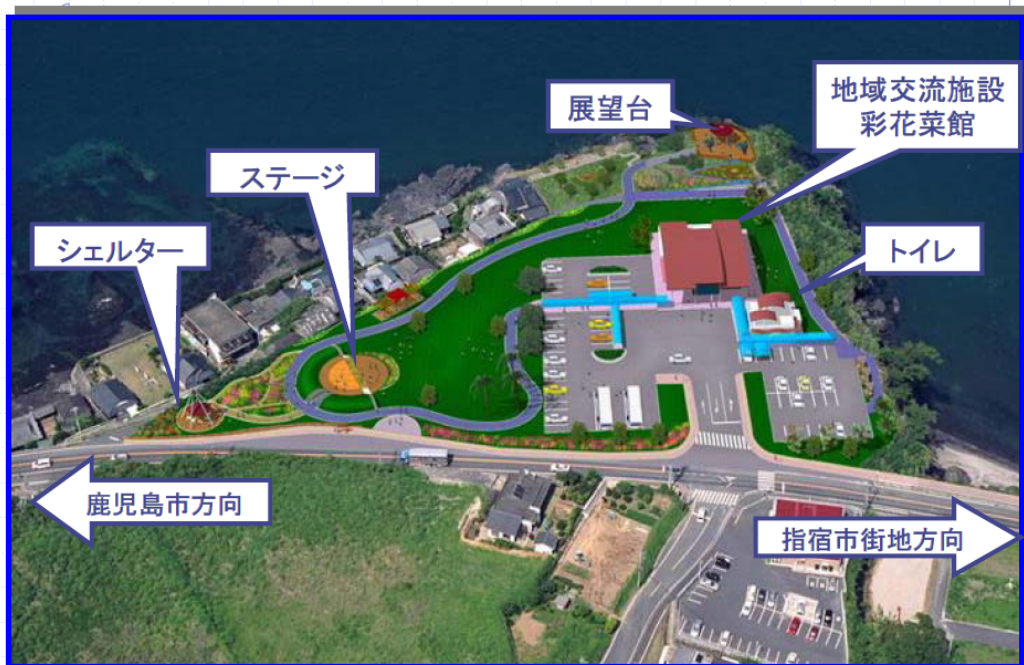 展望台
地域交流施設
彩花菜館
ステージ
シェルター
トイレ
鹿児島市方向
指宿市街地方向